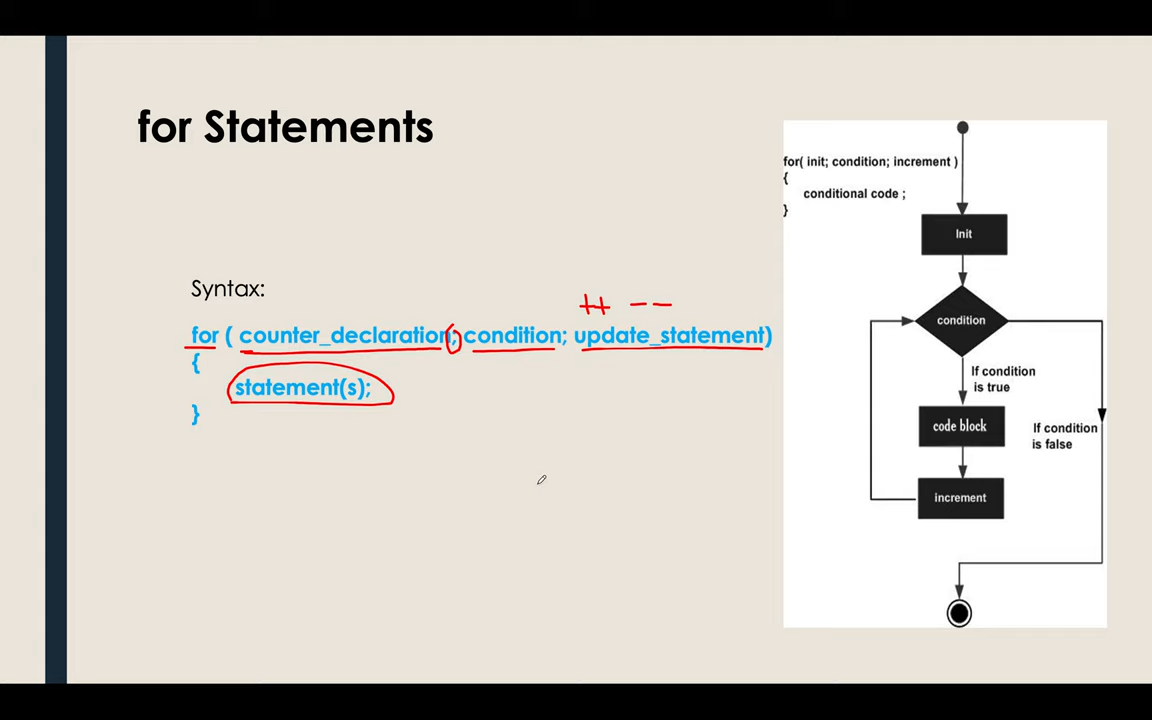 for Statements
Syntax:
++ --
for ( counter_declaration; condition; update_statement)
{
statement(s);
}
for( init; condition; increment )
{
conditional code ;
}
Init
condition
If condition
is true
code block
If condition
is false
increment